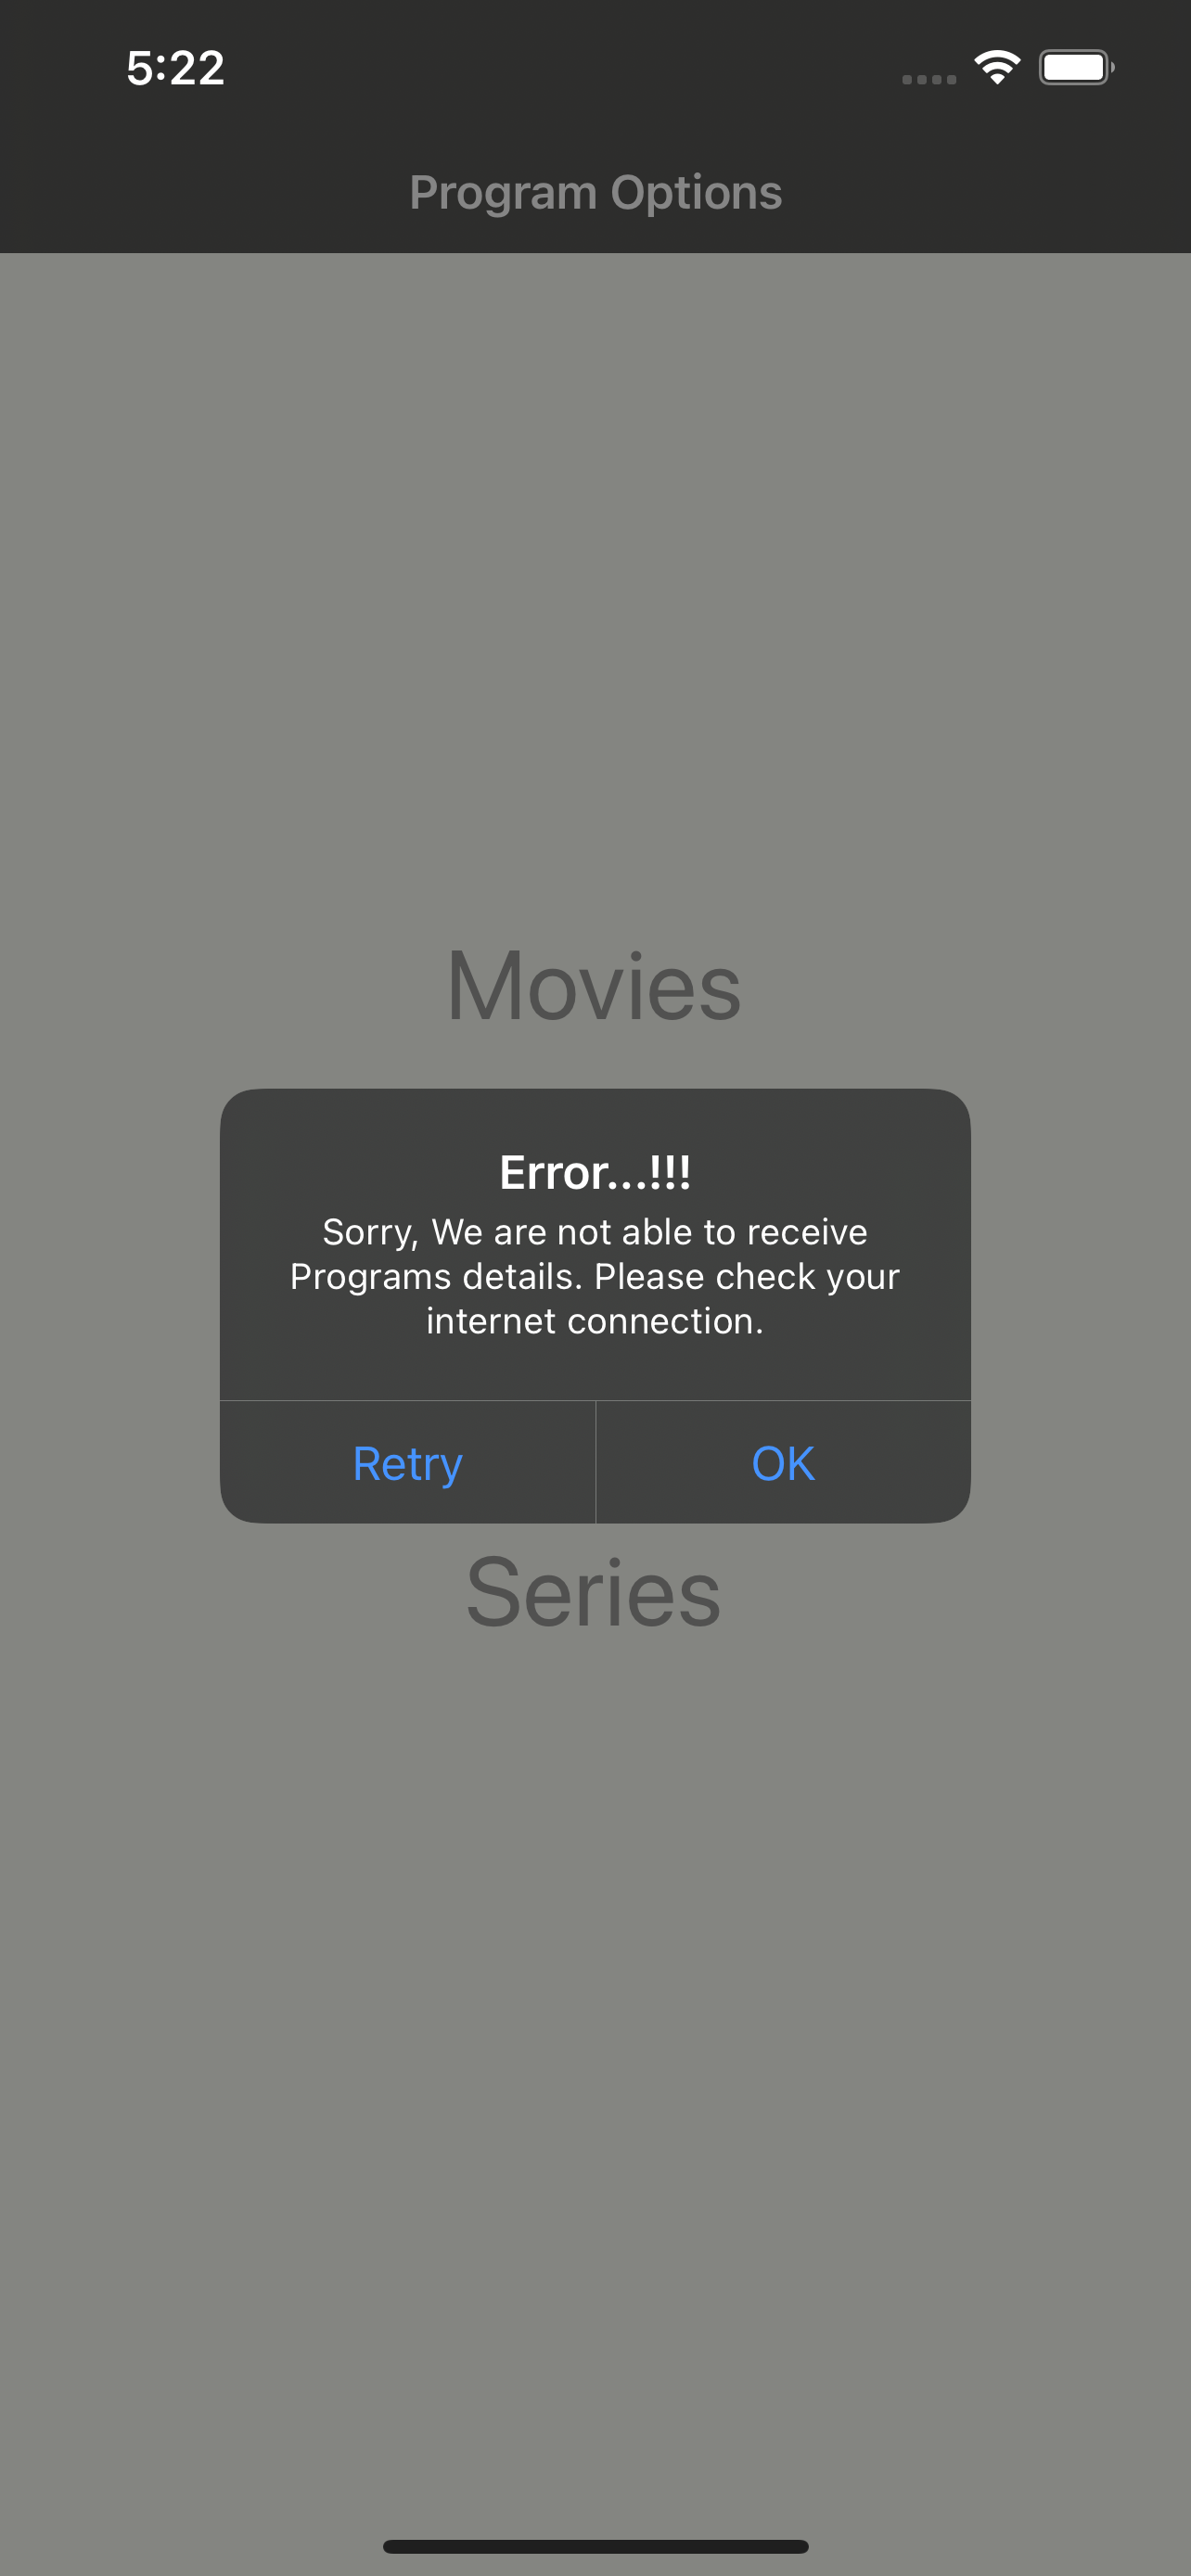 5:22
Program Options
Movies
Error...!!!
Sorry, We are not able to receive
Programs details. Please check your
internet connection.
Retry
OK
Series